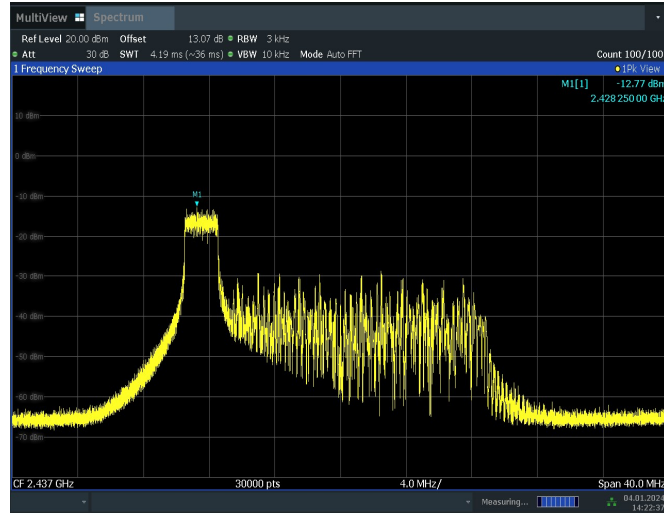 MultiView Spectrum
Ref Level 20.00 dBm Offset 13.07 dB RBW 3 kHz
Att 30 dB SWT 4.19 ms (~36 ms) VBW 10 kHz Mode Auto FFT Count 100/100
1 Frequency Sweep 1Pk View
M1[1] -12.77 dBm
2.428 250 00 GHz
10 dBm
0 dBm
-10 dBm
M1
-20 dBm
-30 dBm
-40 dBm
-50 dBm
-60 dBm
-70 dBm
CF 2.437 GHz 30000 pts 4.0 MHz/ Span 40.0 MHz
Measuring... 04.01.2024
14:22:37